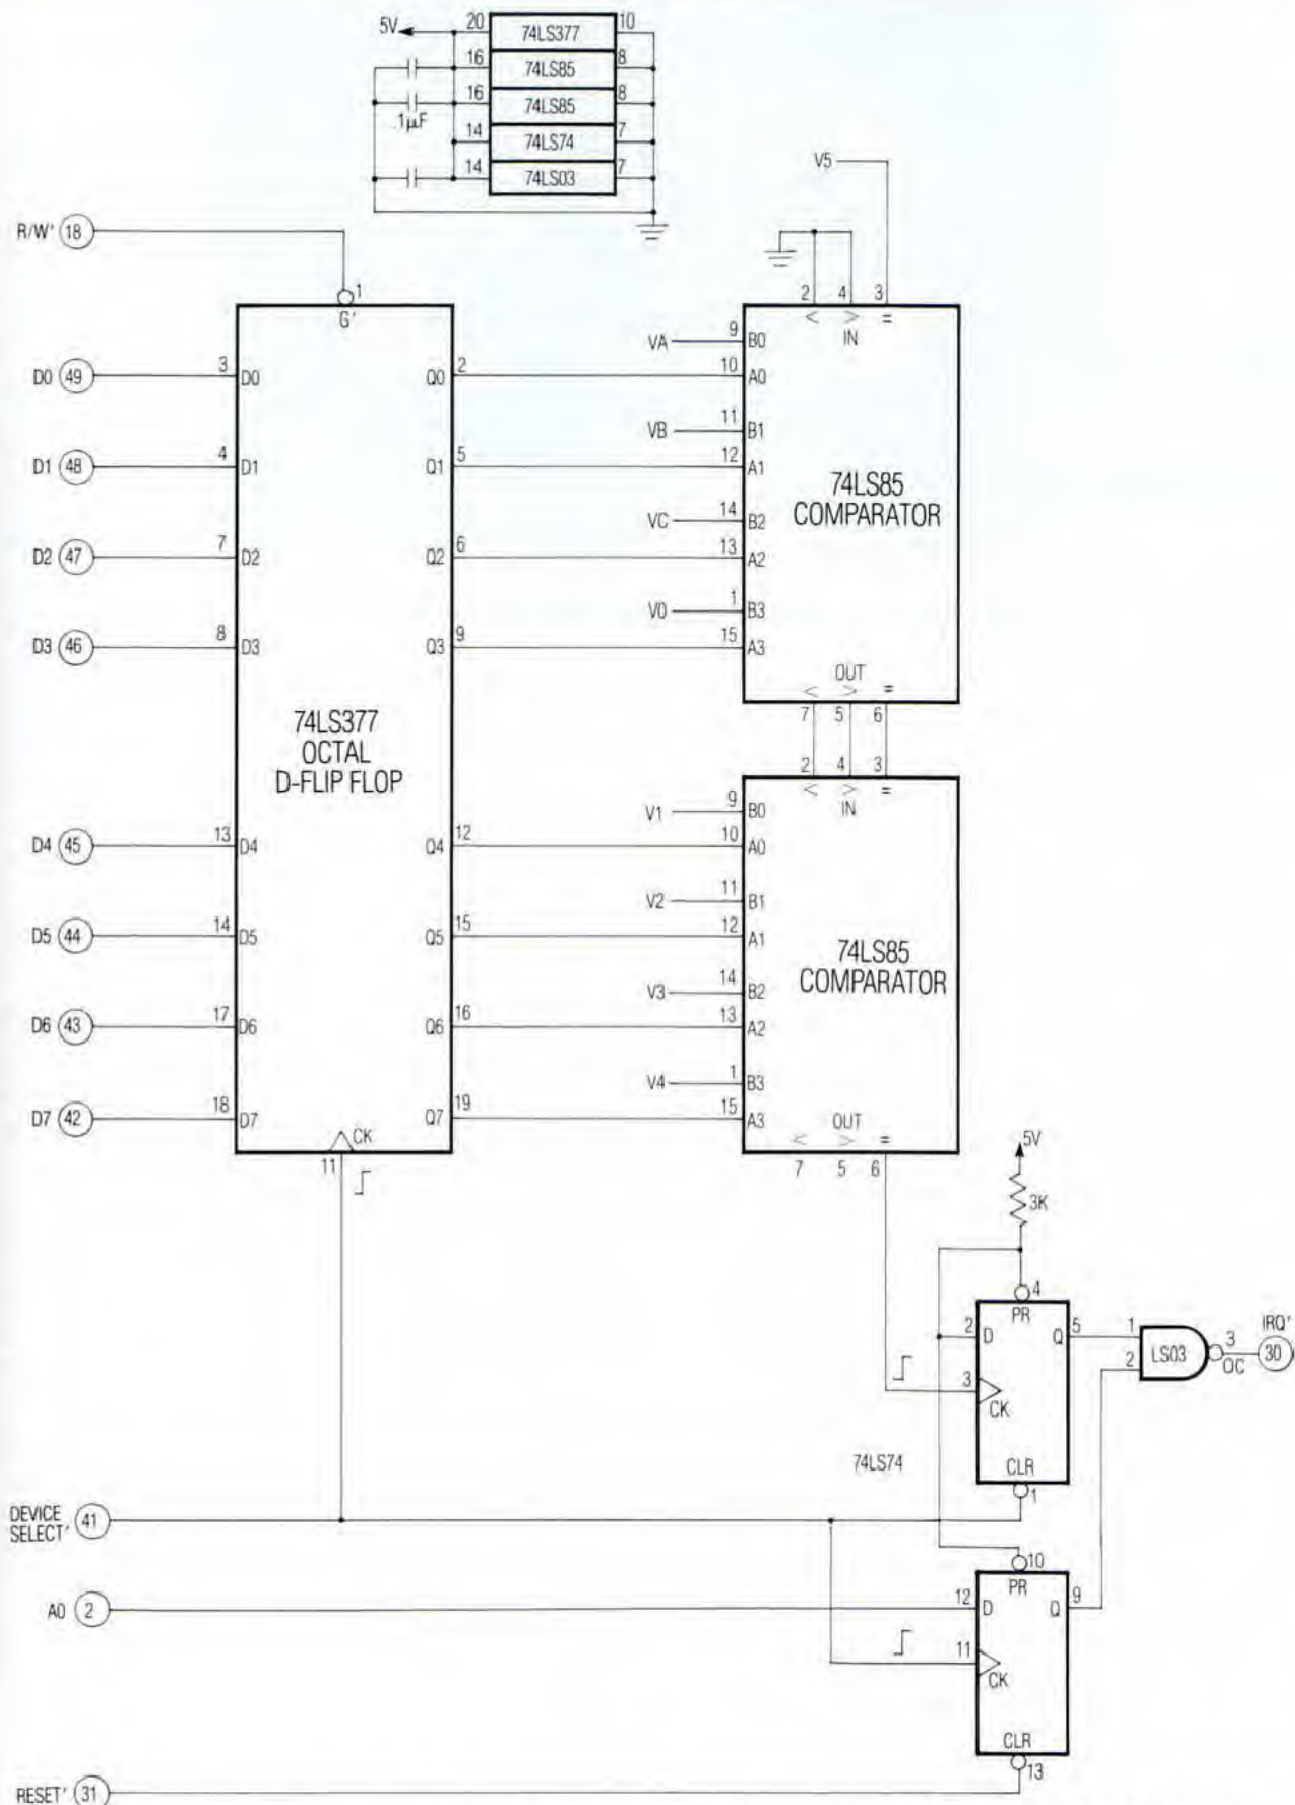 5V 20 74LS377 10
16 74LS85 8
16 74LS85 8
.1µF
14 74LS74 7
14 74LS03 7
V5
R/W' 18
1
G'
2 4 3
< > =
IN
VA 9 B0
D0 49 3 D0 Q0 2 10 A0
VB 11 B1
D1 48 4 D1 Q1 5 12 A1
74LS85
COMPARATOR
VC 14 B2
D2 47 7 D2 Q2 6 13 A2
V0 1 B3
D3 46 8 D3 Q3 9 15 A3
OUT
< > =
7 5 6
74LS377
OCTAL
D-FLIP FLOP
2 4 3
< > =
IN
V1 9 B0
D4 45 13 D4 Q4 12 10 A0
V2 11 B1
D5 44 14 D5 Q5 15 12 A1
74LS85
COMPARATOR
V3 14 B2
D6 43 17 D6 Q6 16 13 A2
V4 1 B3
D7 42 18 D7 Q7 19 15 A3
CK
11
OUT
< > =
7 5 6
5V
3K
4
PR
2 D Q 5
3
CK
CLR
1
74LS74
1
2
LS03
3
OC
IRQ'
30
DEVICE
SELECT' 41
10
PR
A0 2 12 D Q 9
11
CK
CLR
13
RESET' 31